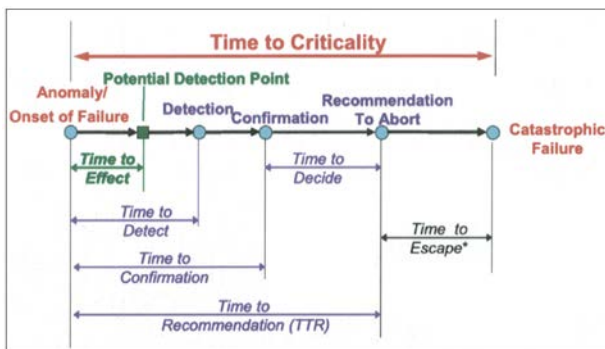 Time to Criticality
Potential Detection Point
Anomaly/
Onset of Failure
Detection
Confirmation
Recommendation
To Abort
Catastrophic
Failure
Time to
Effect
Time to
Decide
Time to
Detect
Time to
Escape*
Time to
Confirmation
Time to
Recommendation (TTR)